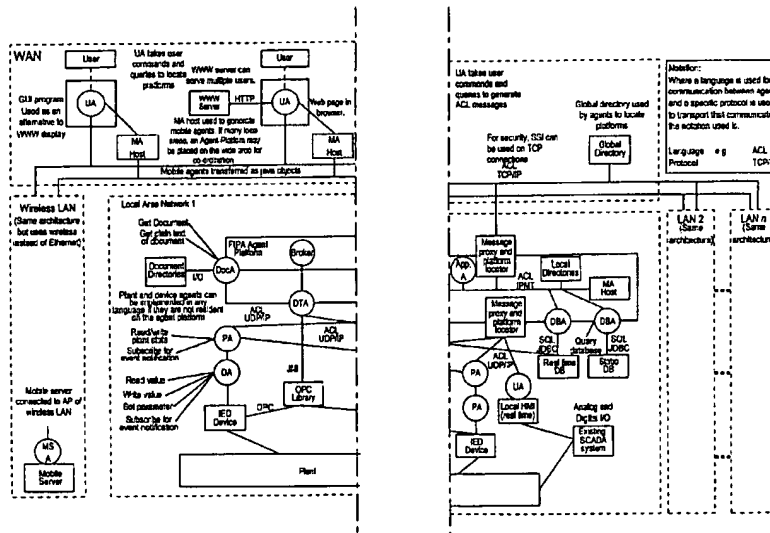 WAN
User
UA
GUI program
Used as an
alternative to
WWW display
MA
Host
UA takes user
commands and
queries to locate
platforms
WWW server can
serve multiple users.
WWW
Server
HTTP
User
UA
Web page in
browser.
MA host used to generate
mobile agents. If many local
areas, an Agent Platform may
be placed on the wide area for
co-ordination
MA
Host
Mobile agents transferred as java objects
UA takes user
commands and
queries to generate
ACL messages
Global directory used
by agents to locate
platforms
For security, SSL can
be used on TCP
connections
ACL
TCP/IP
Global
Directory
Notation:
Where a language is used for
communication between
and a specific protocol is used
to transport that
the notation used is.
Language e g ACL
Protocol
Wireless LAN
(Same architecture
but uses wireless
instead of Ethernet)
Mobile server
connected to AP of
wireless LAN
MS
A
Mobile
Server
Local Area Network 1
Get Document
Get plain text
of document
FIPA Agent
Platform
Document
Directories
I/O
DocA
Broker
Plant and device agents can
be implemented in any
language if they are not resident
on the agent platform
DTA
ACL
UDP/IP
ACL
UDP/IP
Read/write
plant state
Subscribe for
event notification
PA
DA
Read value
Write value
Set parameter
Subscribe for
event notification
IED
Device
OPC
OPC
Library
Plant
App.
A
Message
proxy and
platform
locator
Local
Directories
ACL
MA
Host
Message
proxy and
platform
locator
DBA
DBA
SQL
JDBC
Query
database
SQL
JDBC
Real time
DB
Static
DB
ACL
UDP/IP
PA
PA
UA
Local HMI
(real time)
IED
Device
Analog and
Digital I/O
Existing
SCADA
system
LAN 2
(Same
architecture)
LAN n
(Same